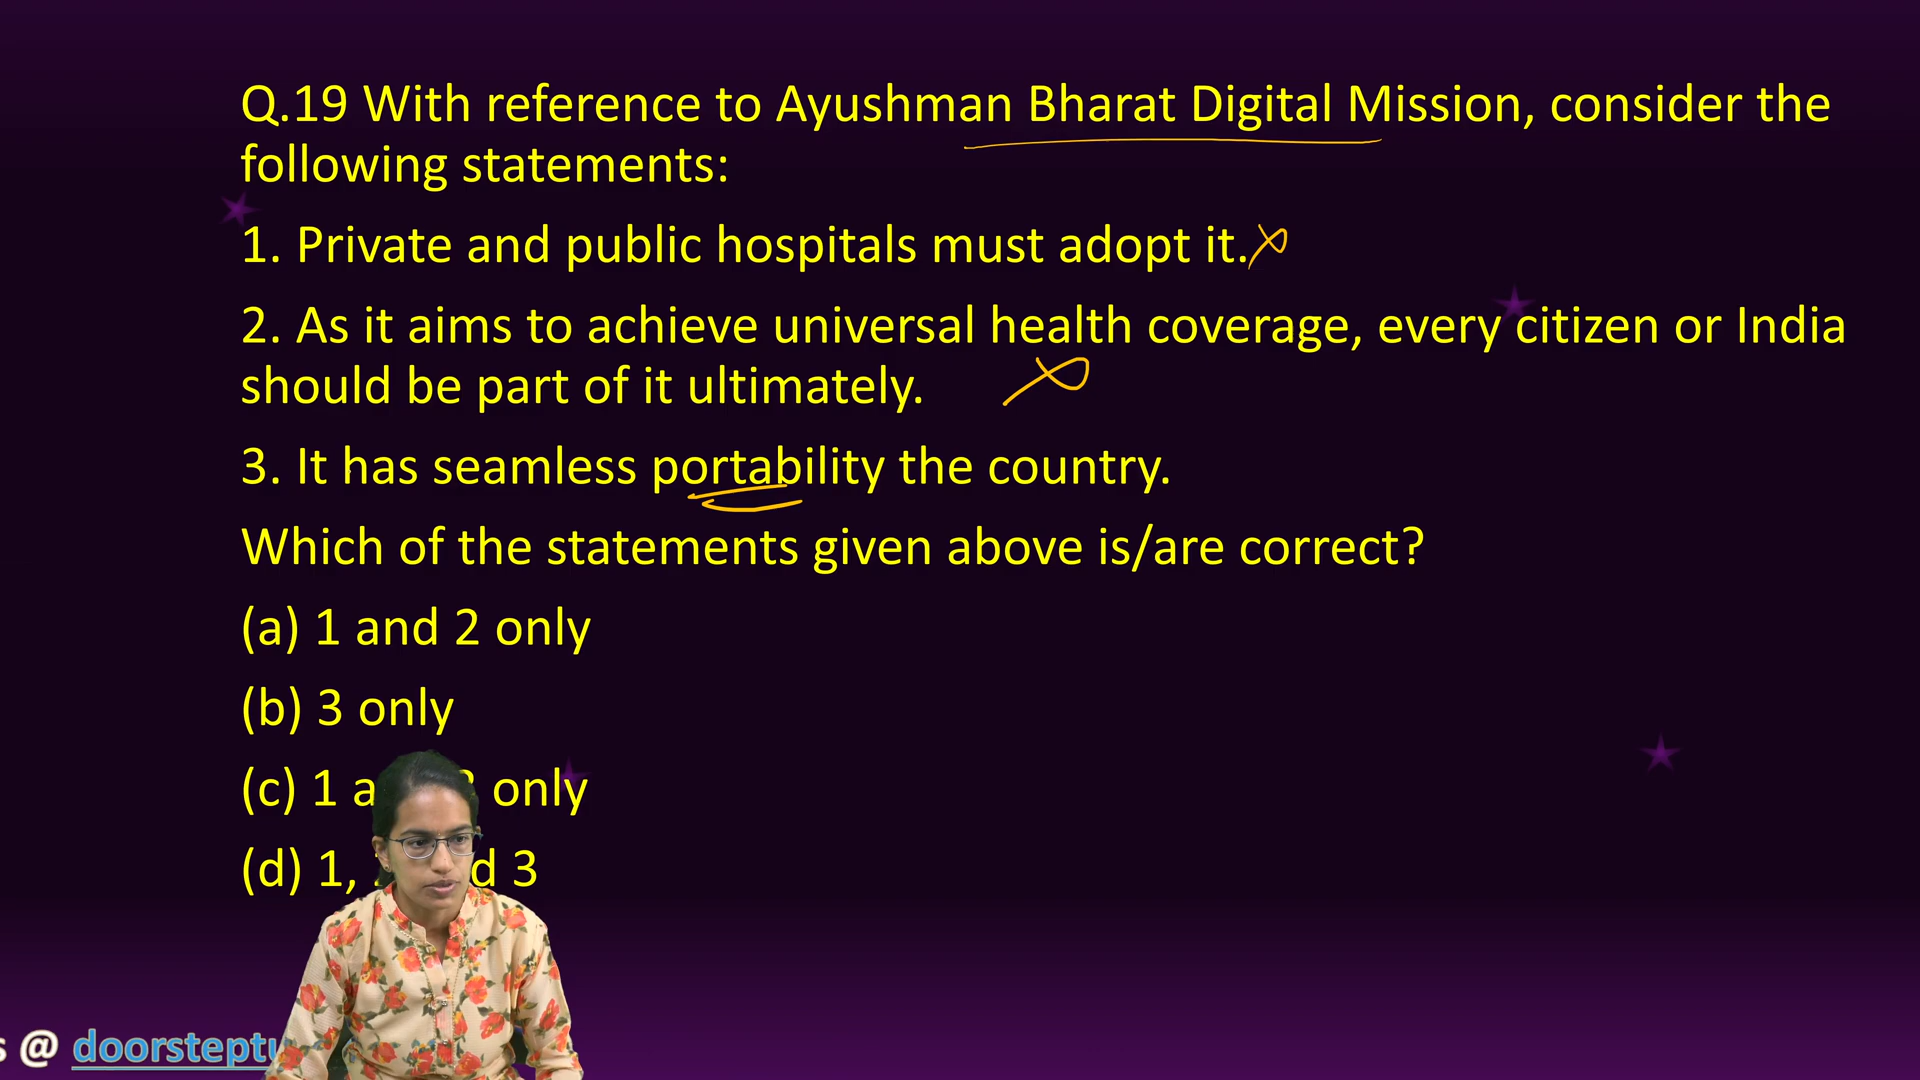 Q.19 With reference to Ayushman Bharat Digital Mission, consider the
following statements:
1. Private and public hospitals must adopt it.
2. As it aims to achieve universal health coverage, every citizen or India
should be part of it ultimately.
3. It has seamless portability the country.
Which of the statements given above is/are correct?
(a) 1 and 2 only
(b) 3 only
(c) 1 only
(d) 1, 3
s @ doorsteptu